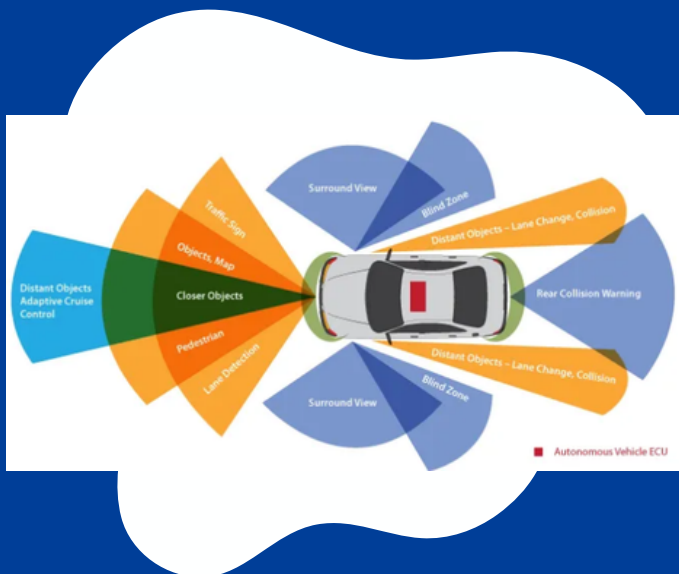 Surround View
Blind Zone
Traffic Sign
Distant Objects – Lane Change, Collision
Objects, Map
Distant Objects
Adaptive Cruise
Control
Closer Objects
Rear Collision Warning
Pedestrian
Lane Detection
Distant Objects – Lane Change, Collision
Blind Zone
Surround View
Autonomous Vehicle ECU